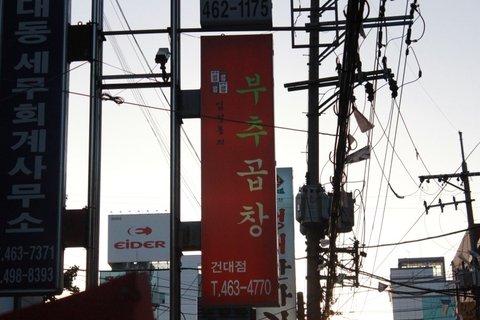 462-1175
대동세무회계사무소
T.463-7371
498-8393
EIDER
부추곱창
건대점
T.463-4770